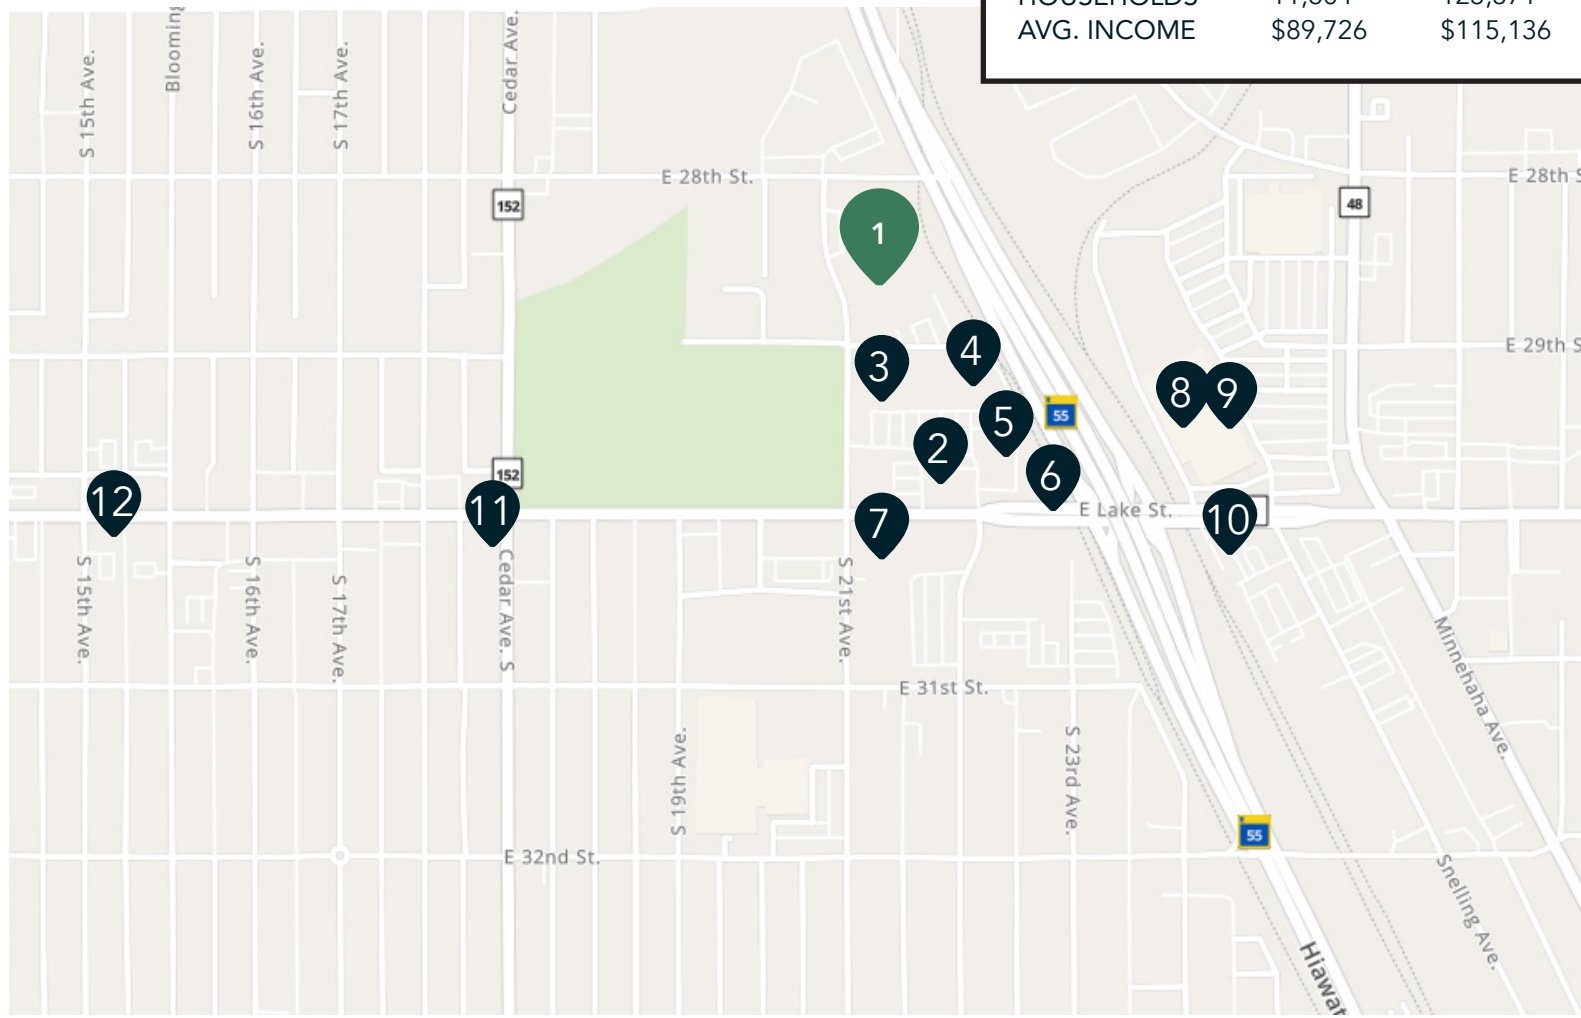 AVG. INCOME $89,726 $115,136
Cedar Ave.
S 15th Ave.
S 16th Ave.
S 17th Ave.
E 28th St.
E 28th S
152
48
1
E 29th S
3
4
8
9
55
5
2
6
152
12
11
7
E Lake St.
10
S 15th Ave.
S 16th Ave.
S 17th Ave.
Cedar Ave. S
S 21st Ave.
Minnehaha Ave.
E 31st St.
S 19th Ave.
S 23rd Ave.
55
E 32nd St.
Snelling Ave.
Hiawat